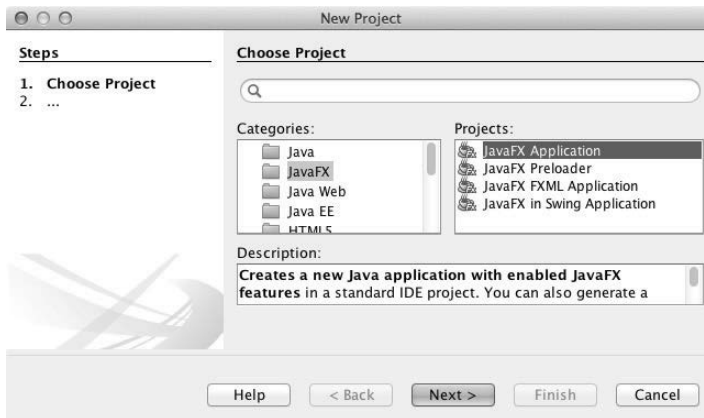 New Project
Steps
1. Choose Project
2. ...
Choose Project
Categories:
Java
JavaFX
Java Web
Java EE
HTML5
Projects:
JavaFX Application
JavaFX Preloader
JavaFX FXML Application
JavaFX in Swing Application
Description:
Creates a new Java application with enabled JavaFX
features in a standard IDE project. You can also generate a
Help
< Back
Next >
Finish
Cancel